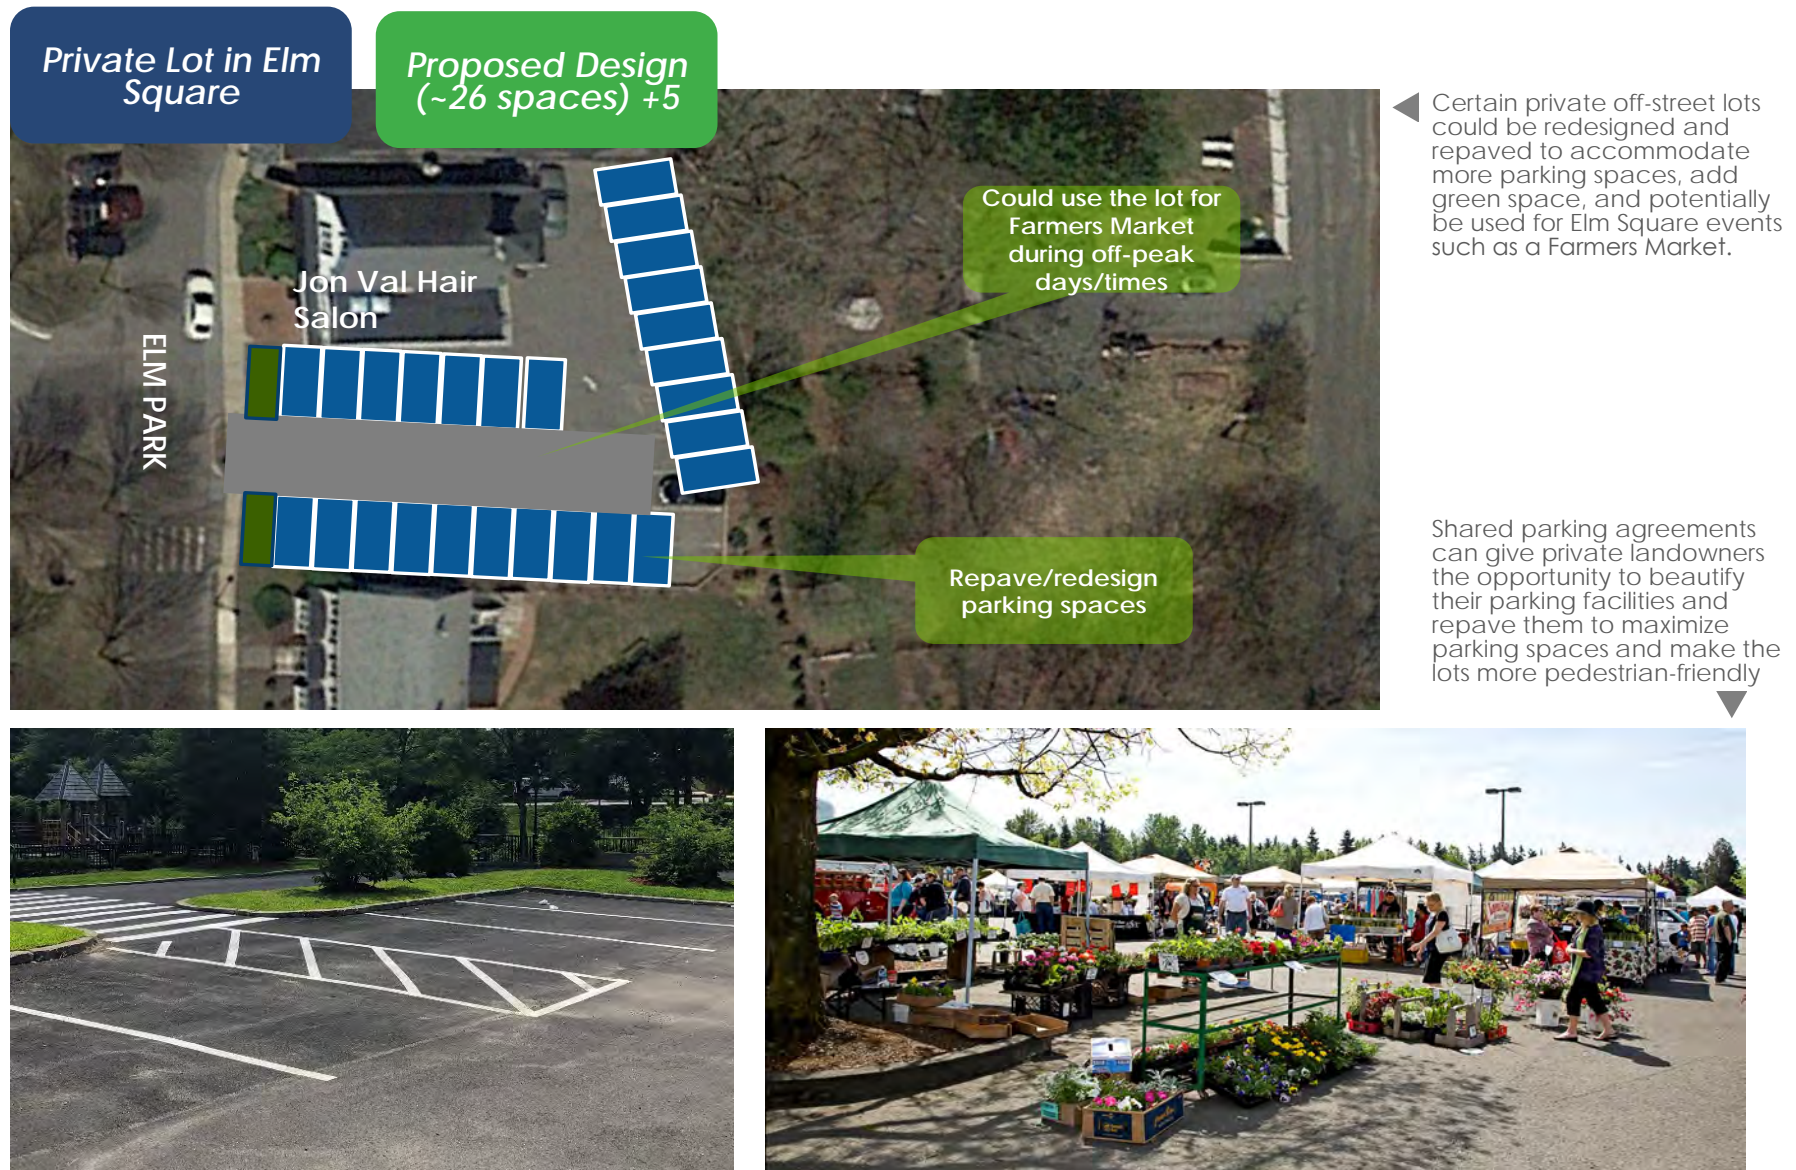 Private Lot in Elm
Square
Proposed Design
(~26 spaces) +5
Certain private off-street lots
could be redesigned and
repaved to accommodate
more parking spaces, add
green space, and potentially
be used for Elm Square events
such as a Farmers Market.
Could use the lot for
Farmers Market
during off-peak
days/times
Jon Val Hair
Salon
ELM PARK
Repave/redesign
parking spaces
Shared parking agreements
can give private landowners
the opportunity to beautify
their parking facilities and
repave them to maximize
parking spaces and make the
lots more pedestrian-friendly